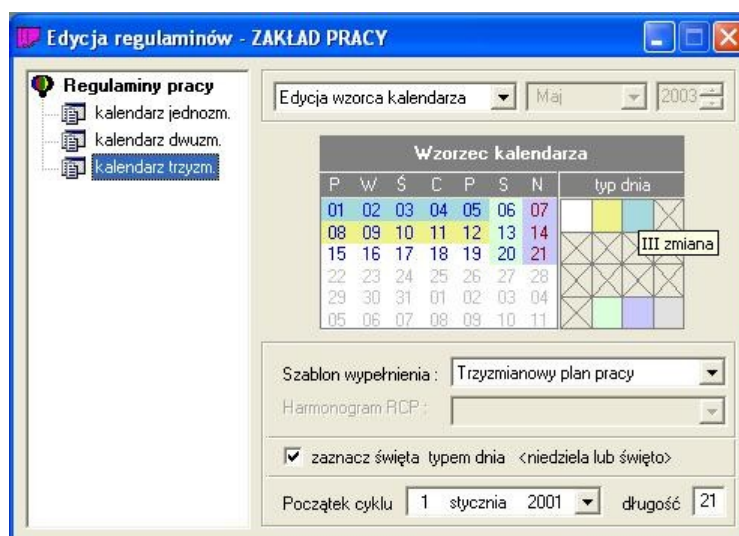 Edycja regulaminów - ZAKŁAD PRACY
Regulaminy pracy
kalendarz jednozm.
kalendarz dwuzm.
kalendarz trzyzm.
Edycja wzorca kalendarza Maj 2003
Wzorzec kalendarza
P W Ś C P S N typ dnia
01 02 03 04 05 06 07
08 09 10 11 12 13 14
III zmiana
15 16 17 18 19 20 21
22 23 24 25 26 27 28
29 30 31 01 02 03 04
05 06 07 08 09 10 11
Szablon wypełnienia : Trzyzmianowy plan pracy
Harmonogram RCP :
zaznacz święta typem dnia <niedziela lub święto>
Początek cyklu 1 stycznia 2001 długość 21